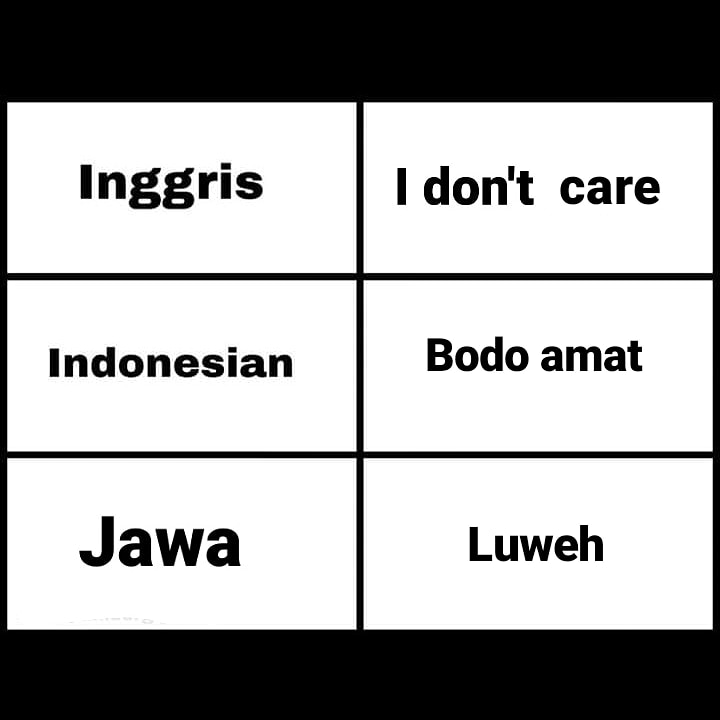 Inggris
I don't care
Indonesian
Bodo amat
Jawa
Luweh